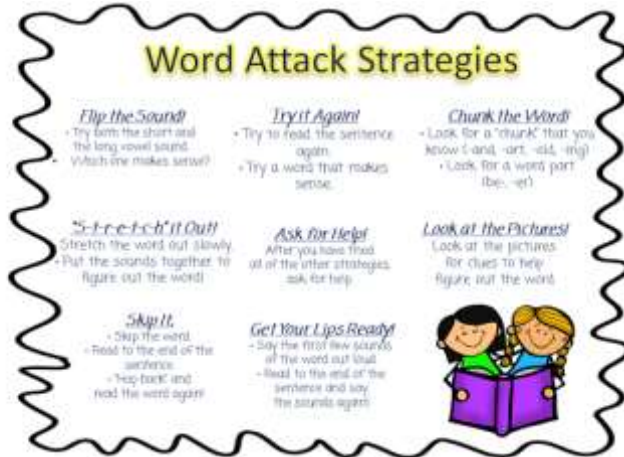 Word Attack Strategies
Flip the Sound!
• Try both the short and
the long vowel sound.
• Which one makes sense?
Try it Again!
• Try to read the sentence
again.
• Try a word that makes
sense.
Chunk the Word!
• Look for a "chunk" that you
know (-and, -art, -old, -ing)
• Look for a word part
(be-, -er)
"S-t-r-e-t-c-h" it Out!
Stretch the word out slowly.
• Put the sounds together to
figure out the word!
Ask for Help!
After you have tried
all of the other strategies,
ask for help
Look at the Pictures!
Look at the pictures
for clues to help
figure out the word
Skip It,
• Skip the word.
• Read to the end of the
sentence.
• "Hop back" and
read the word again!
Get Your Lips Ready!
• Say the first few sounds
of the word out loud
• Read to the end of the
sentence and say
the sounds again!